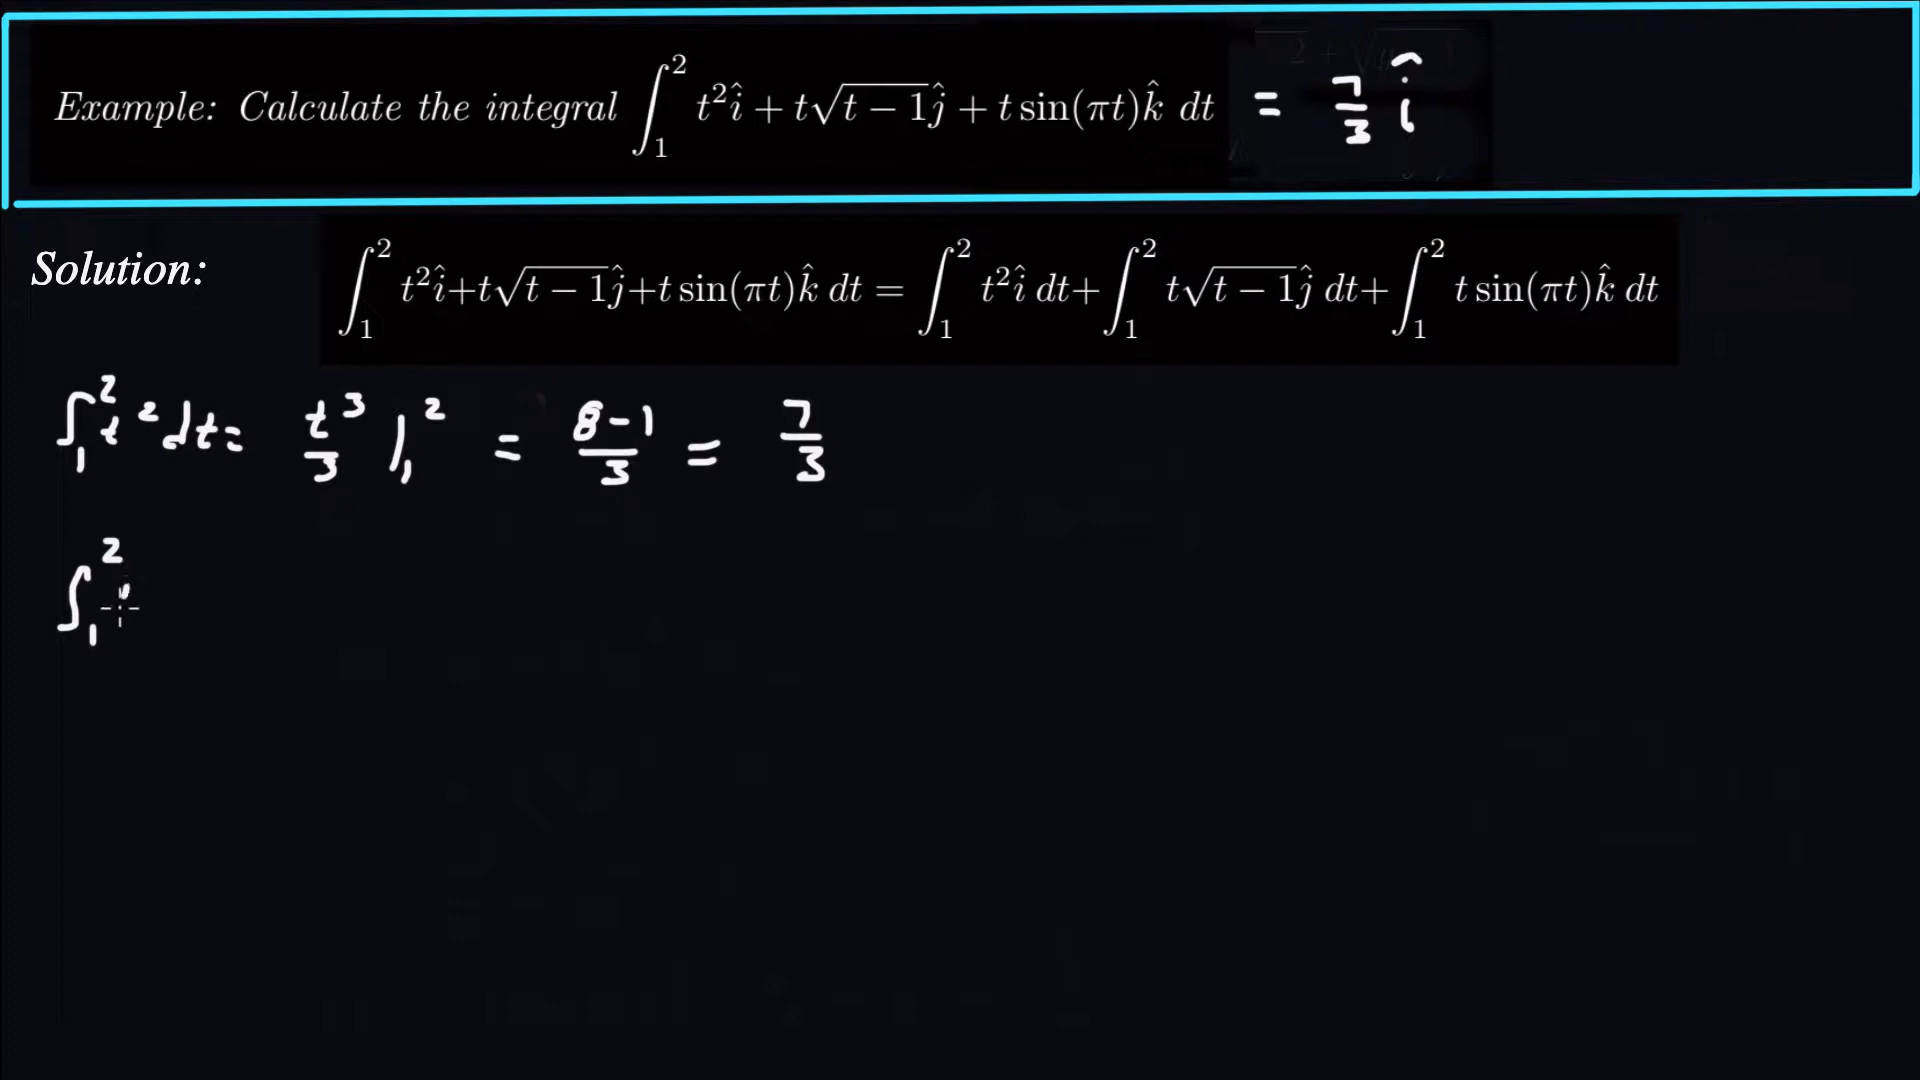 Example: Calculate the integral ∫₁² t²î + t√(t − 1)ĵ + t sin(πt)k̂ dt = 7/3 î
Solution: ∫₁² t²î+t√(t − 1)ĵ+t sin(πt)k̂ dt = ∫₁² t²î dt+∫₁² t√(t − 1)ĵ dt+∫₁² t sin(πt)k̂ dt
∫₁² t² dt = t³/3 |₁² = (8 - 1)/3 = 7/3
∫₁²